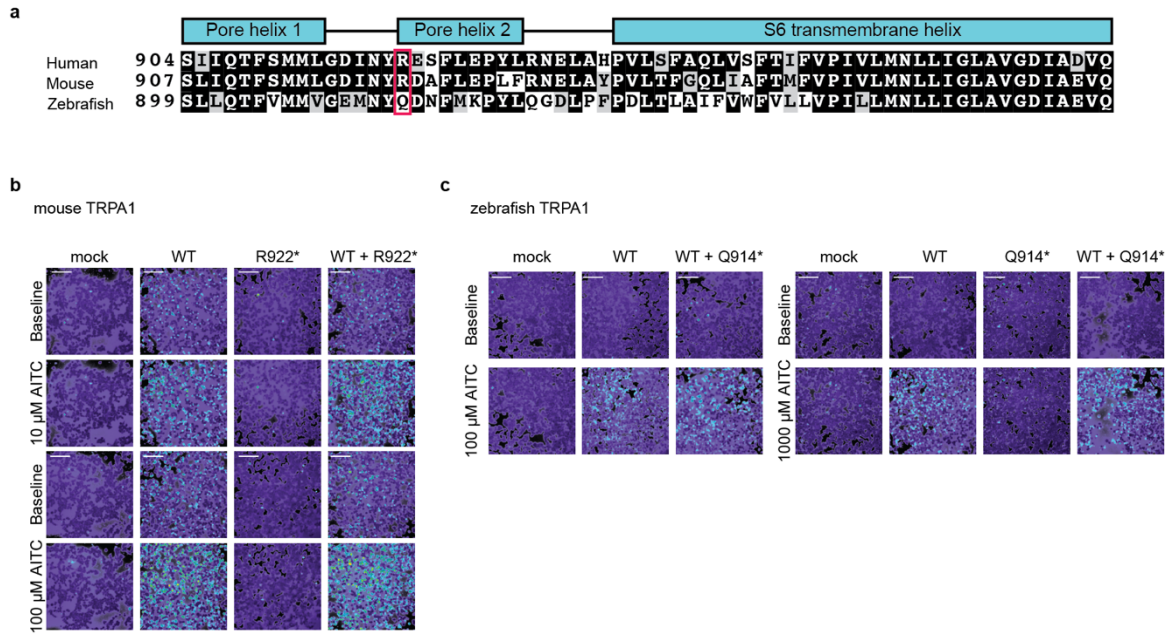 a
Pore helix 1 Pore helix 2 S6 transmembrane helix
Human 904 SIIQTFSMMLGDINYRESFLEPYLRNELAHPVLSFAQLVSFTIFVPIVLMNLLIGLAVGDIADVQ
Mouse 907 SLIQTFSMMLGDINYRDAFLEPLFRNELAYPVLTFGQLIAFTMFVPIVLMNLLIGLAVGDIAEVQ
Zebrafish 899 SLLQTFVMMVGEMNYQDNFMKPYLQGDLPFPDLTLAIFVWFVLLVPILLMNLLIGLAVGDIAEVQ
b
mouse TRPA1
mock WT R922* WT + R922*
Baseline
10 µM AITC
Baseline
100 µM AITC
c
zebrafish TRPA1
mock WT WT + Q914*
Baseline
100 µM AITC
mock WT Q914* WT + Q914*
Baseline
1000 µM AITC